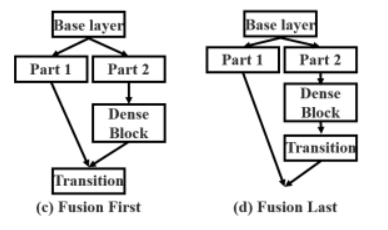 Base layer
Part 1
Part 2
Dense
Block
Transition
(c) Fusion First
Base layer
Part 1
Part 2
Dense
Block
Transition
(d) Fusion Last